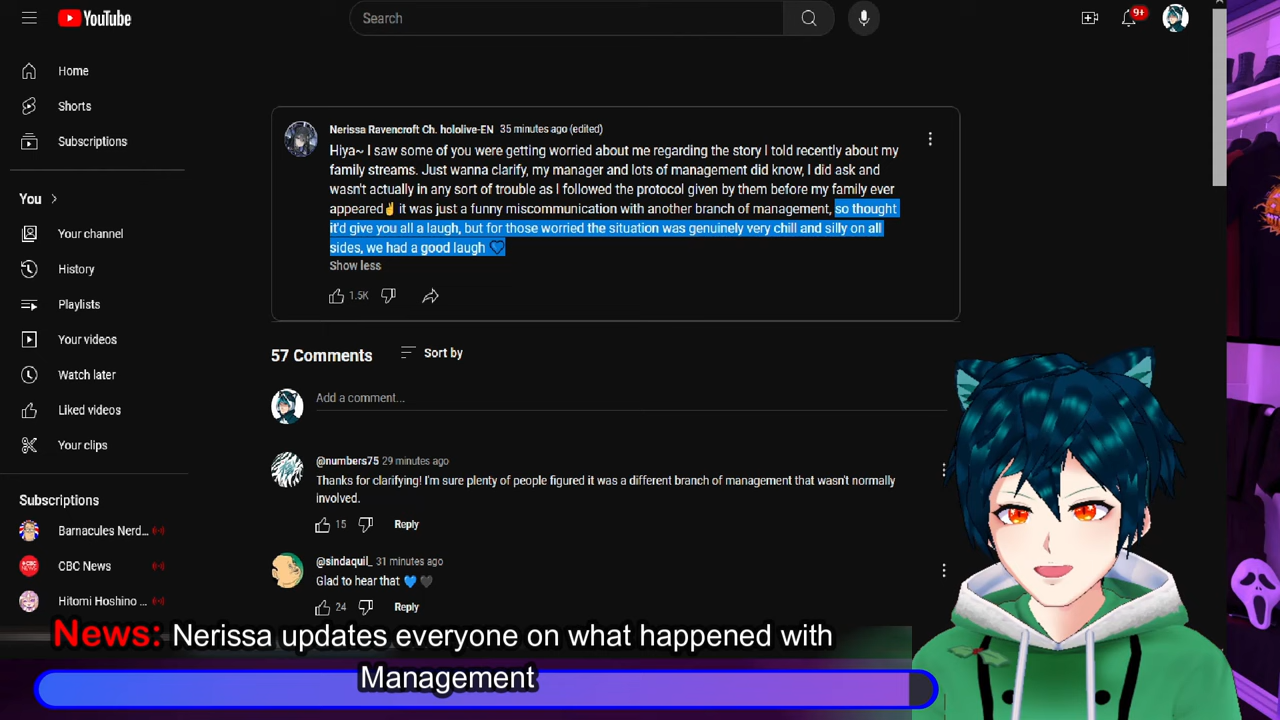 YouTube
Search
9+
Home
Shorts
Subscriptions
You
Your channel
History
Playlists
Your videos
Watch later
Liked videos
Your clips
Subscriptions
Barnacules Nerd...
CBC News
Hitomi Hoshino ...
Nerissa Ravencroft Ch. hololive-EN 35 minutes ago (edited)
Hiya~ I saw some of you were getting worried about me regarding the story I told recently about my
family streams. Just wanna clarify, my manager and lots of management did know, I did ask and
wasn't actually in any sort of trouble as I followed the protocol given by them before my family ever
appeared✌️ it was just a funny miscommunication with another branch of management, so thought
it'd give you all a laugh, but for those worried the situation was genuinely very chill and silly on all
sides, we had a good laugh 💙
Show less
1.5K
57 Comments Sort by
Add a comment...
@numbers75 29 minutes ago
Thanks for clarifying! I'm sure plenty of people figured it was a different branch of management that wasn't normally
involved.
15 Reply
@sindaquil_ 31 minutes ago
Glad to hear that 💙🖤
24 Reply
News: Nerissa updates everyone on what happened with
Management